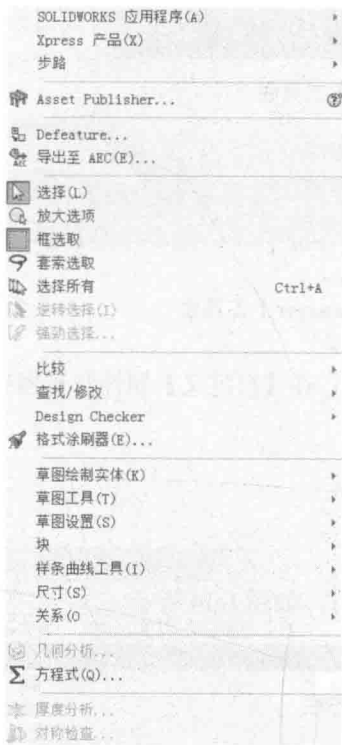 SOLIDWORKS 应用程序(A)
Xpress 产品(X)
步路
Asset Publisher...
Defeature...
导出至 AEC(E)...
选择(L)
放大选项
框选取
套索选取
选择所有 Ctrl+A
逆转选择(I)
强劲选择...
比较
查找/修改
Design Checker
格式涂刷器(E)...
草图绘制实体(K)
草图工具(T)
草图设置(S)
块
样条曲线工具(I)
尺寸(S)
关系(O
几何分析...
Σ 方程式(Q)...
厚度分析...
对称检查...